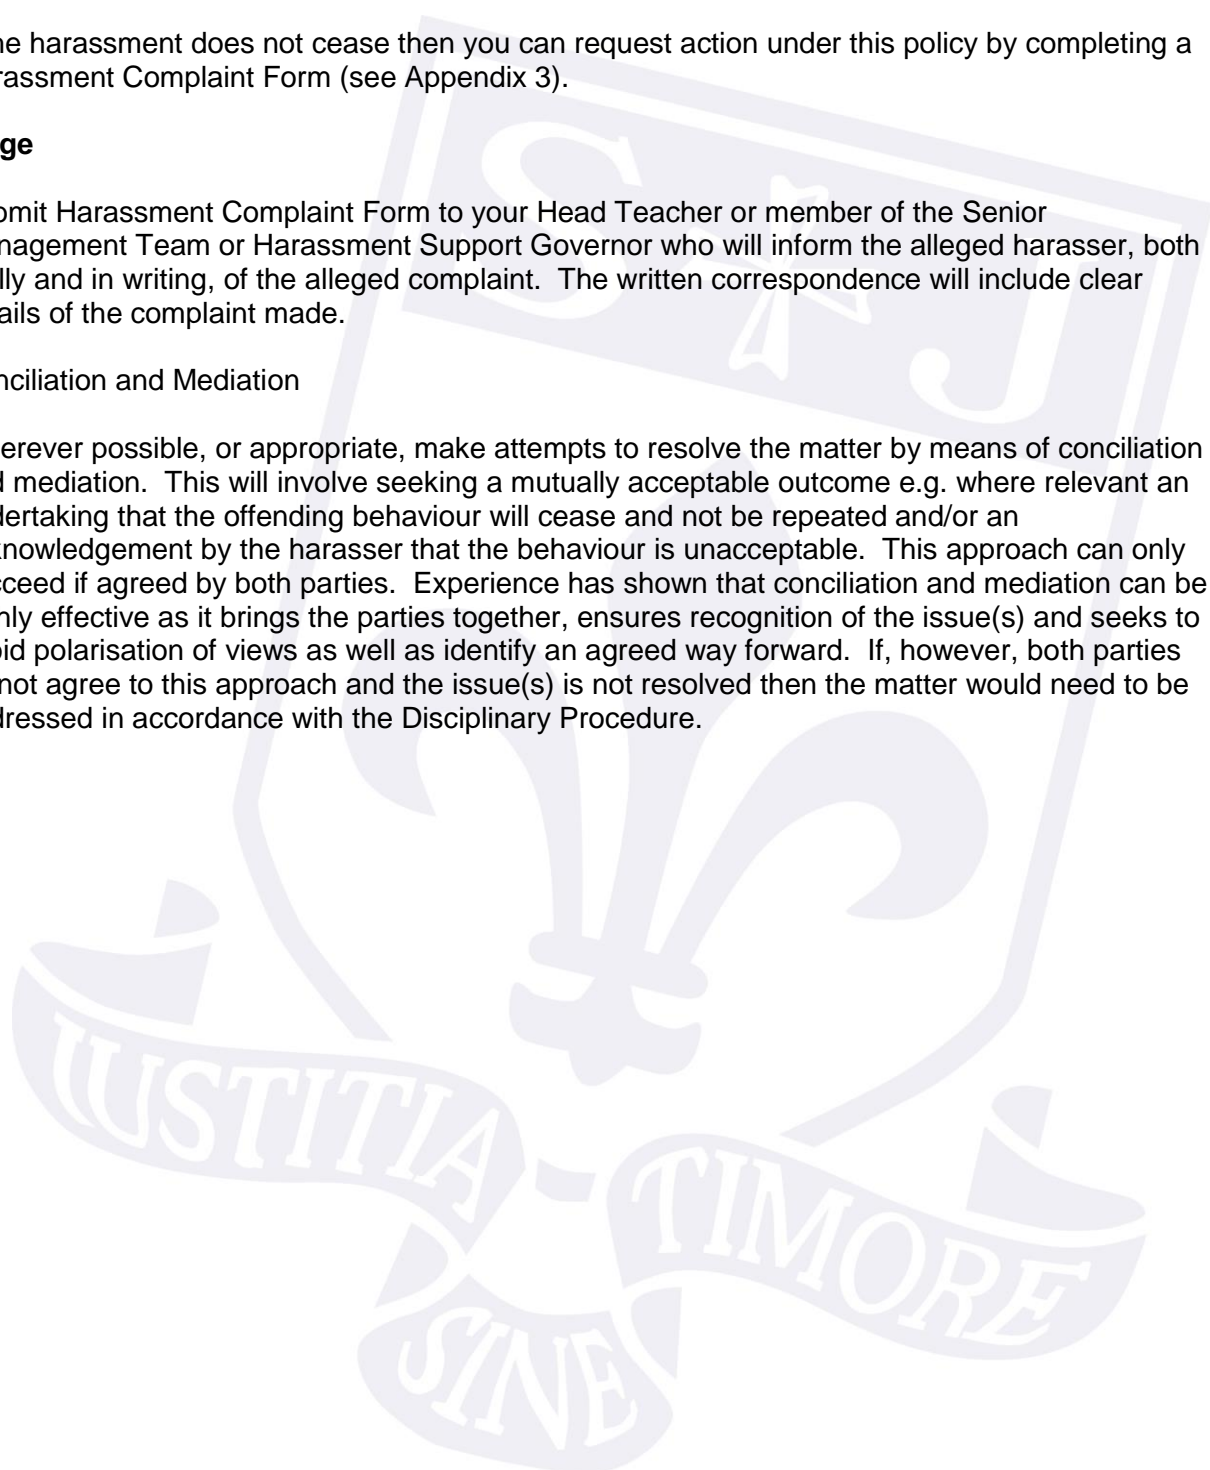 ne harassment does not cease then you can request action under this policy by completing a
rassment Complaint Form (see Appendix 3).
ge
omit Harassment Complaint Form to your Head Teacher or member of the Senior
nagement Team or Harassment Support Governor who will inform the alleged harasser, both
lly and in writing, of the alleged complaint.  The written correspondence will include clear
ails of the complaint made.
nciliation and Mediation
erever possible, or appropriate, make attempts to resolve the matter by means of conciliation
d mediation.  This will involve seeking a mutually acceptable outcome e.g. where relevant an
dertaking that the offending behaviour will cease and not be repeated and/or an
knowledgement by the harasser that the behaviour is unacceptable.  This approach can only
cceed if agreed by both parties.  Experience has shown that conciliation and mediation can be
hly effective as it brings the parties together, ensures recognition of the issue(s) and seeks to
oid polarisation of views as well as identify an agreed way forward.  If, however, both parties
not agree to this approach and the issue(s) is not resolved then the matter would need to be
dressed in accordance with the Disciplinary Procedure.
S J
IUSTITIA
SINE
TIMORE